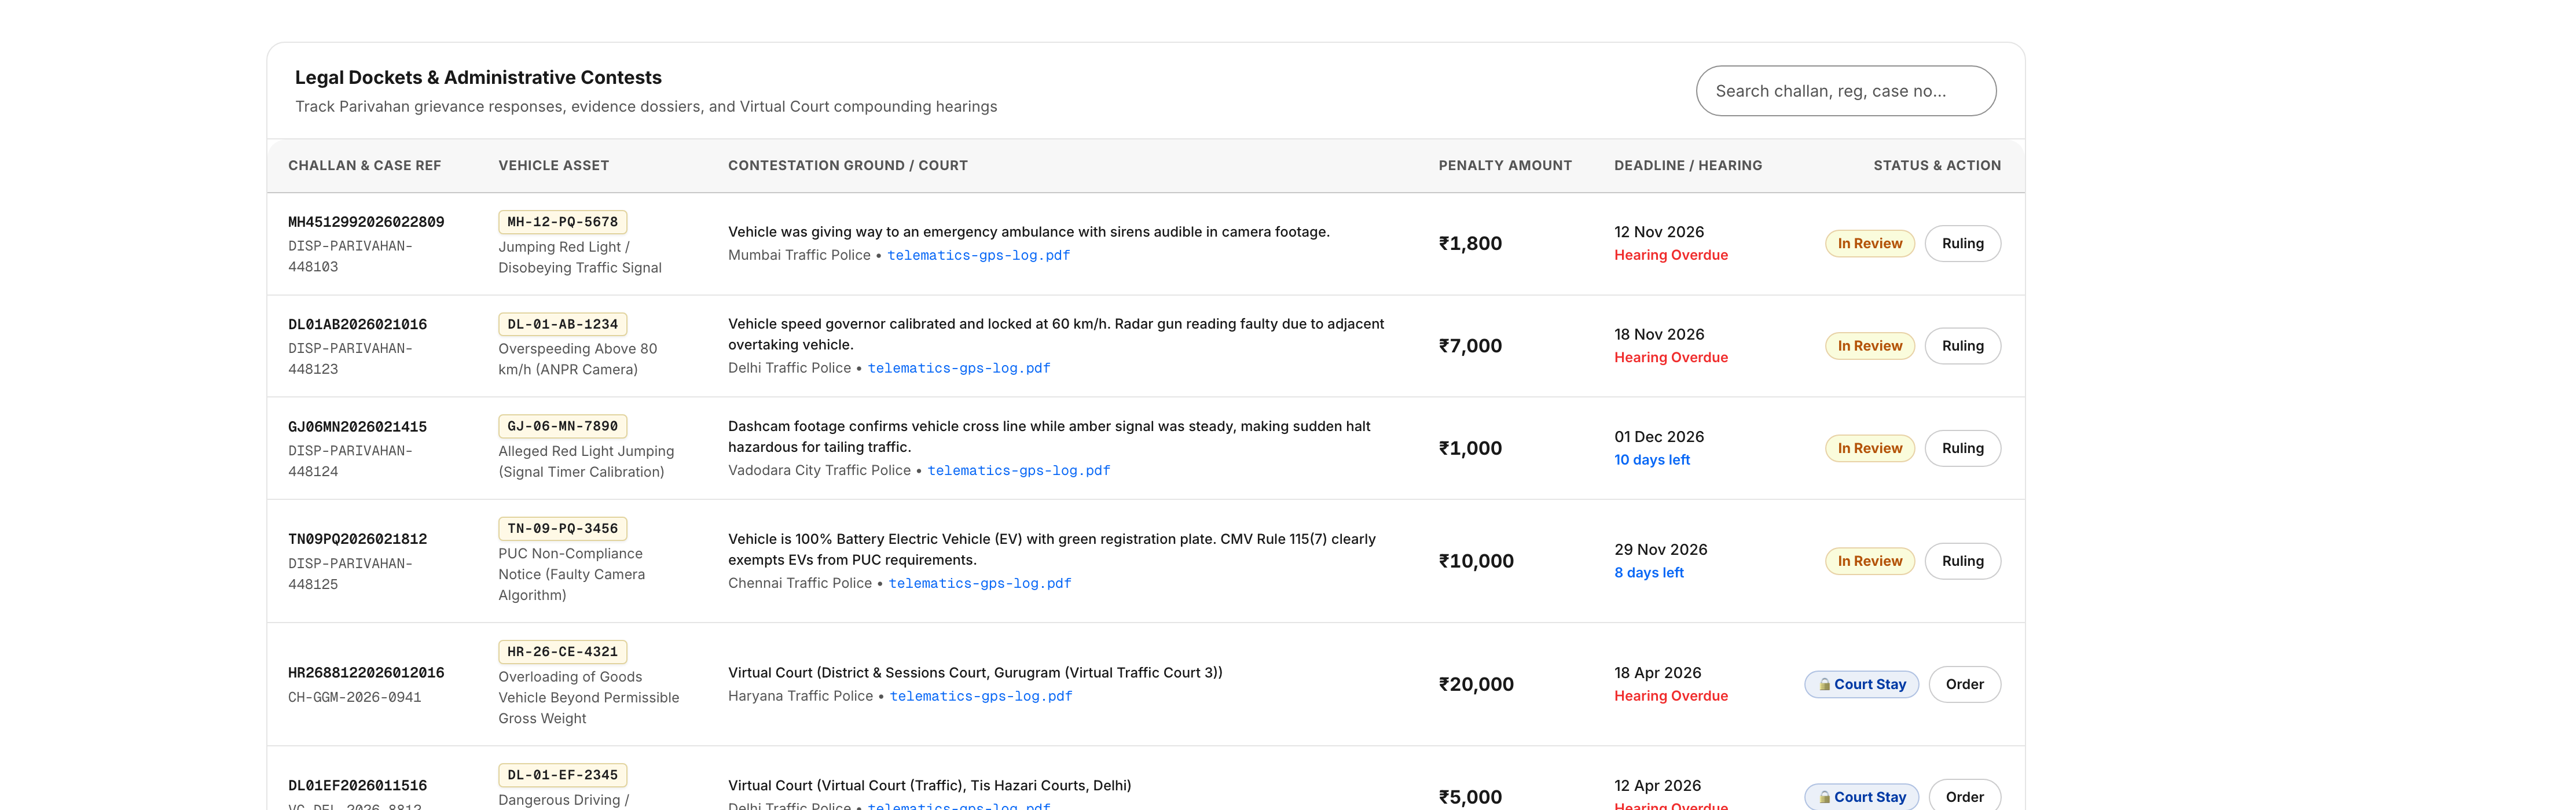 Legal Dockets & Administrative Contests
Track Parivahan grievance responses, evidence dossiers, and Virtual Court compounding hearings
Search challan, reg, case no...
CHALLAN & CASE REF
VEHICLE ASSET
CONTESTATION GROUND / COURT
PENALTY AMOUNT
DEADLINE / HEARING
STATUS & ACTION
MH4512992026022809
DISP-PARIVAHAN-
448103
MH-12-PQ-5678
Jumping Red Light /
Disobeying Traffic Signal
Vehicle was giving way to an emergency ambulance with sirens audible in camera footage.
Mumbai Traffic Police • telematics-gps-log.pdf
₹1,800
12 Nov 2026
Hearing Overdue
In Review
Ruling
DL01AB2026021016
DISP-PARIVAHAN-
448123
DL-01-AB-1234
Overspeeding Above 80
km/h (ANPR Camera)
Vehicle speed governor calibrated and locked at 60 km/h. Radar gun reading faulty due to adjacent
overtaking vehicle.
Delhi Traffic Police • telematics-gps-log.pdf
₹7,000
18 Nov 2026
Hearing Overdue
In Review
Ruling
GJ06MN2026021415
DISP-PARIVAHAN-
448124
GJ-06-MN-7890
Alleged Red Light Jumping
(Signal Timer Calibration)
Dashcam footage confirms vehicle cross line while amber signal was steady, making sudden halt
hazardous for tailing traffic.
Vadodara City Traffic Police • telematics-gps-log.pdf
₹1,000
01 Dec 2026
10 days left
In Review
Ruling
TN09PQ2026021812
DISP-PARIVAHAN-
448125
TN-09-PQ-3456
PUC Non-Compliance
Notice (Faulty Camera
Algorithm)
Vehicle is 100% Battery Electric Vehicle (EV) with green registration plate. CMV Rule 115(7) clearly
exempts EVs from PUC requirements.
Chennai Traffic Police • telematics-gps-log.pdf
₹10,000
29 Nov 2026
8 days left
In Review
Ruling
HR2688122026012016
CH-GGM-2026-0941
HR-26-CE-4321
Overloading of Goods
Vehicle Beyond Permissible
Gross Weight
Virtual Court (District & Sessions Court, Gurugram (Virtual Traffic Court 3))
Haryana Traffic Police • telematics-gps-log.pdf
₹20,000
18 Apr 2026
Hearing Overdue
Court Stay
Order
DL01EF2026011516
VC-DEL-2026-8812
DL-01-EF-2345
Dangerous Driving /
Virtual Court (Virtual Court (Traffic), Tis Hazari Courts, Delhi)
Delhi Traffic Police • telematics-gps-log.pdf
₹5,000
12 Apr 2026
Hearing Overdue
Court Stay
Order